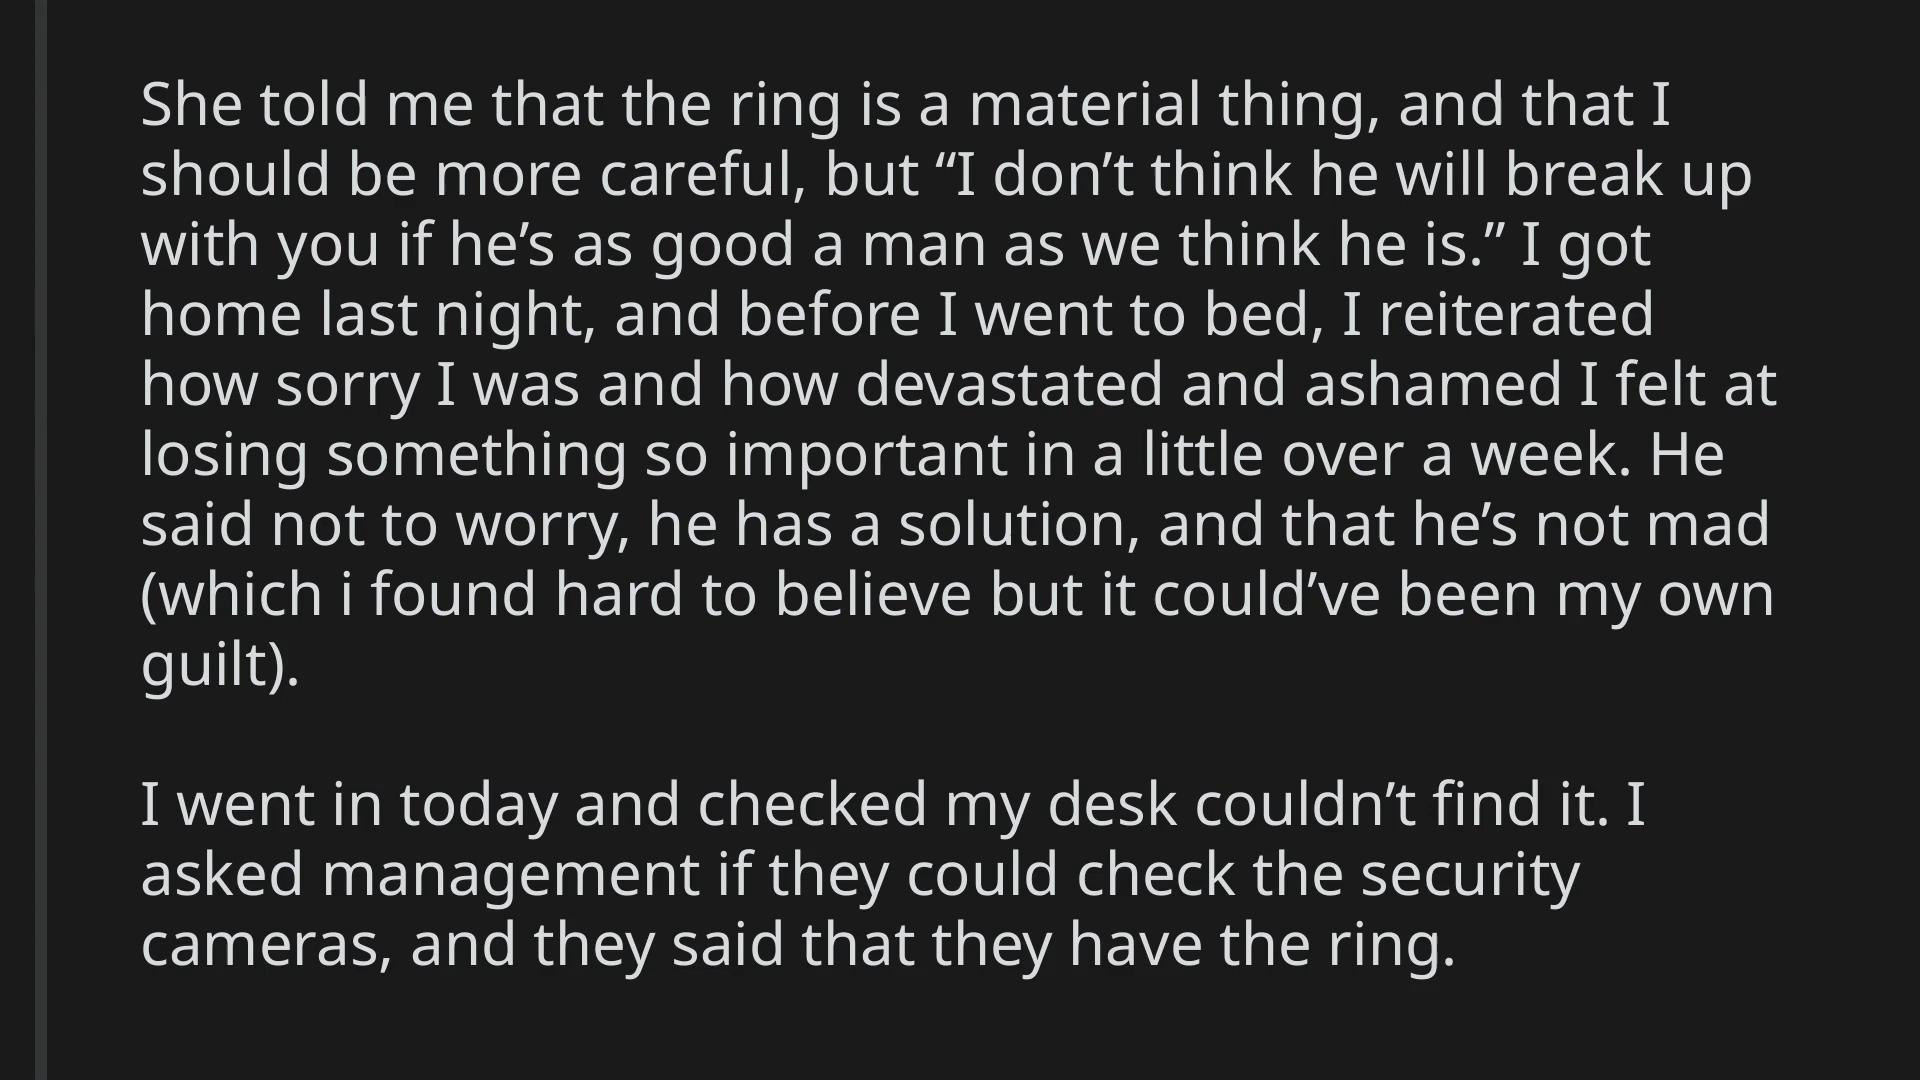 She told me that the ring is a material thing, and that I
should be more careful, but “I don’t think he will break up
with you if he’s as good a man as we think he is.” I got
home last night, and before I went to bed, I reiterated
how sorry I was and how devastated and ashamed I felt at
losing something so important in a little over a week. He
said not to worry, he has a solution, and that he’s not mad
(which i found hard to believe but it could’ve been my own
guilt).
I went in today and checked my desk couldn’t find it. I
asked management if they could check the security
cameras, and they said that they have the ring.